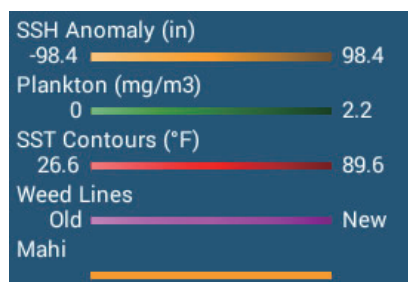 SSH Anomaly (in)
-98.4 98.4
Plankton (mg/m3)
0 2.2
SST Contours (°F)
26.6 89.6
Weed Lines
Old New
Mahi